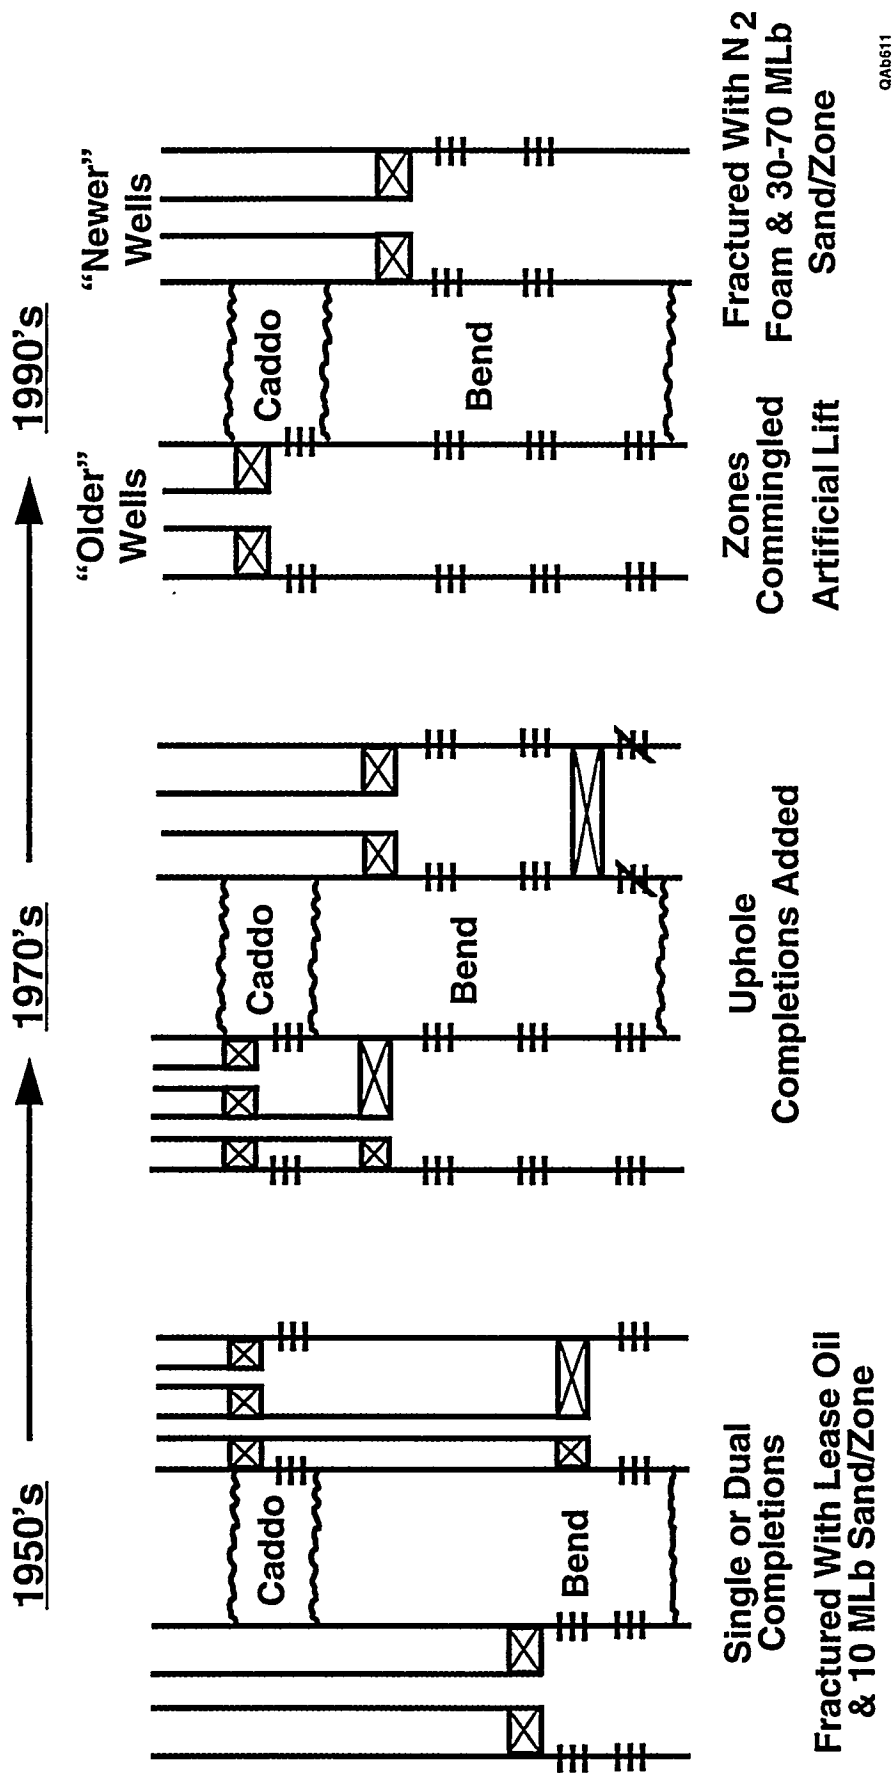 1950's
1970's
1990's
"Older"
Wells
"Newer"
Wells
Caddo
Bend
Caddo
Bend
Caddo
Bend
Single or Dual
Completions
Fractured With Lease Oil
& 10 MLb Sand/Zone
Uphole
Completions Added
Zones
Commingled
Artificial Lift
Fractured With N2
Foam & 30-70 MLb
Sand/Zone
QAb611